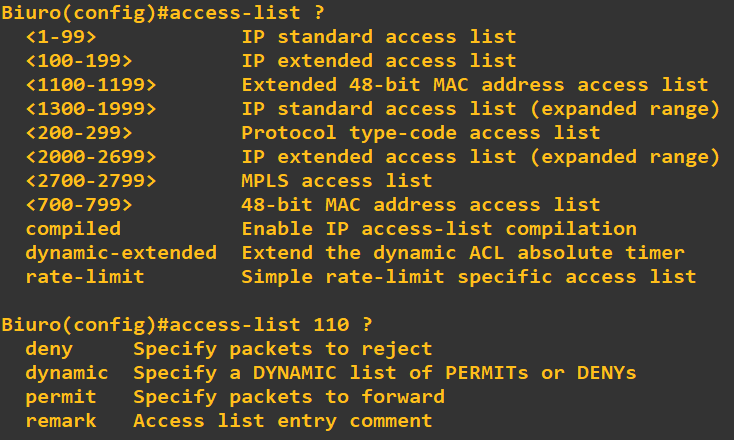 Biuro(config)#access-list ?
  <1-99>            IP standard access list
  <100-199>         IP extended access list
  <1100-1199>       Extended 48-bit MAC address access list
  <1300-1999>       IP standard access list (expanded range)
  <200-299>         Protocol type-code access list
  <2000-2699>       IP extended access list (expanded range)
  <2700-2799>       MPLS access list
  <700-799>         48-bit MAC address access list
  compiled          Enable IP access-list compilation
  dynamic-extended  Extend the dynamic ACL absolute timer
  rate-limit        Simple rate-limit specific access list

Biuro(config)#access-list 110 ?
  deny     Specify packets to reject
  dynamic  Specify a DYNAMIC list of PERMITs or DENYs
  permit   Specify packets to forward
  remark   Access list entry comment